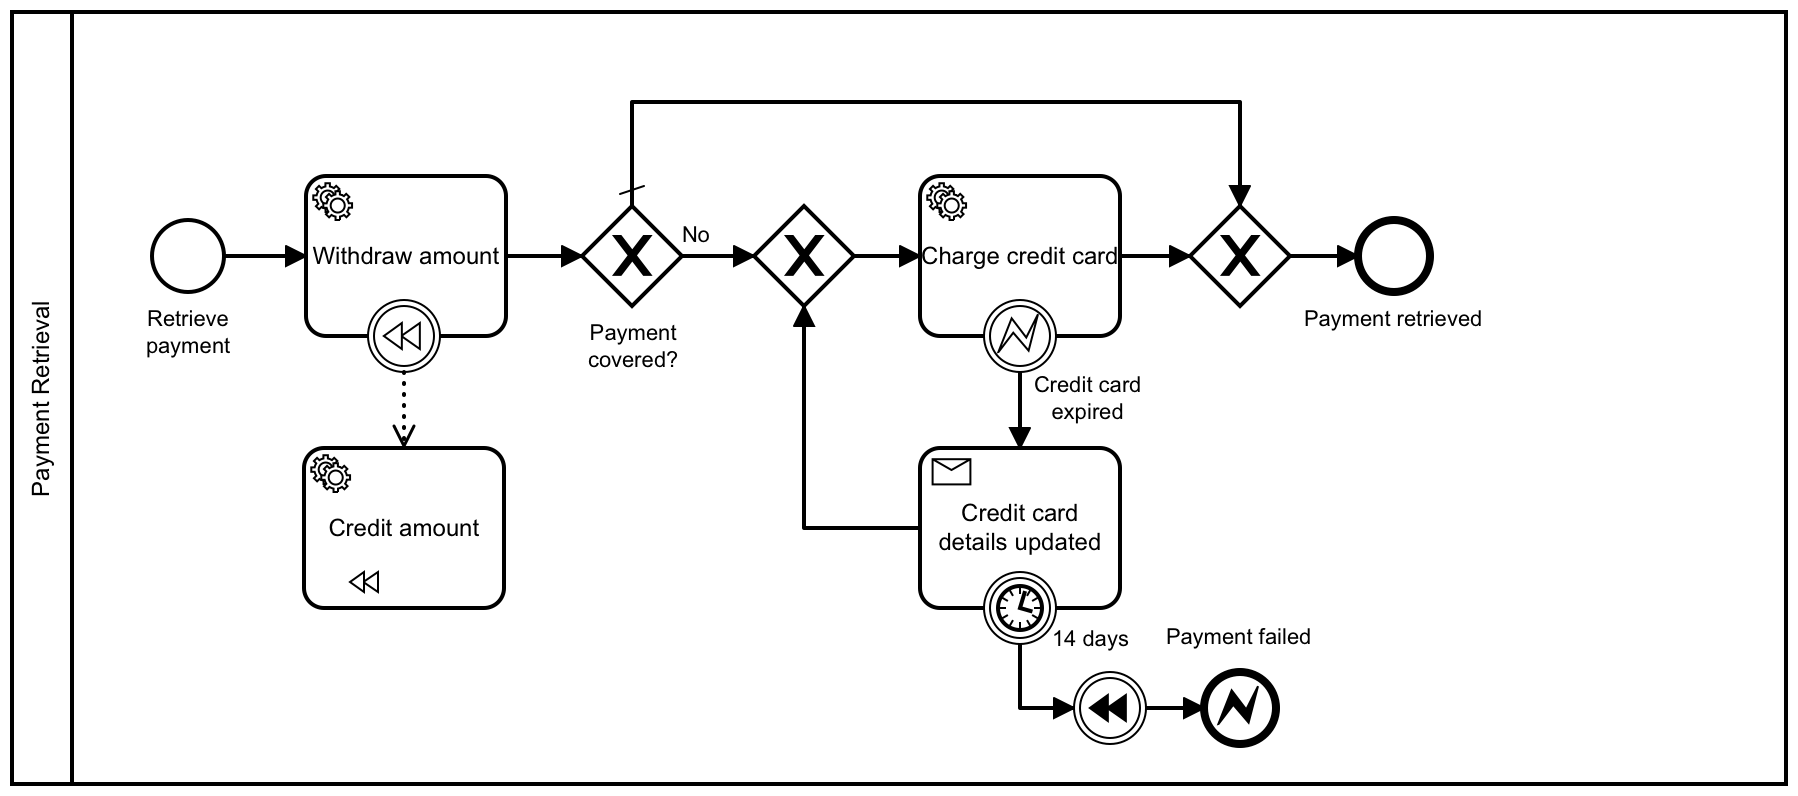 Payment Retrieval
Retrieve
payment
Withdraw amount
Payment
covered?
No
Charge credit card
Payment retrieved
Credit card
expired
Credit amount
Credit card
details updated
14 days
Payment failed